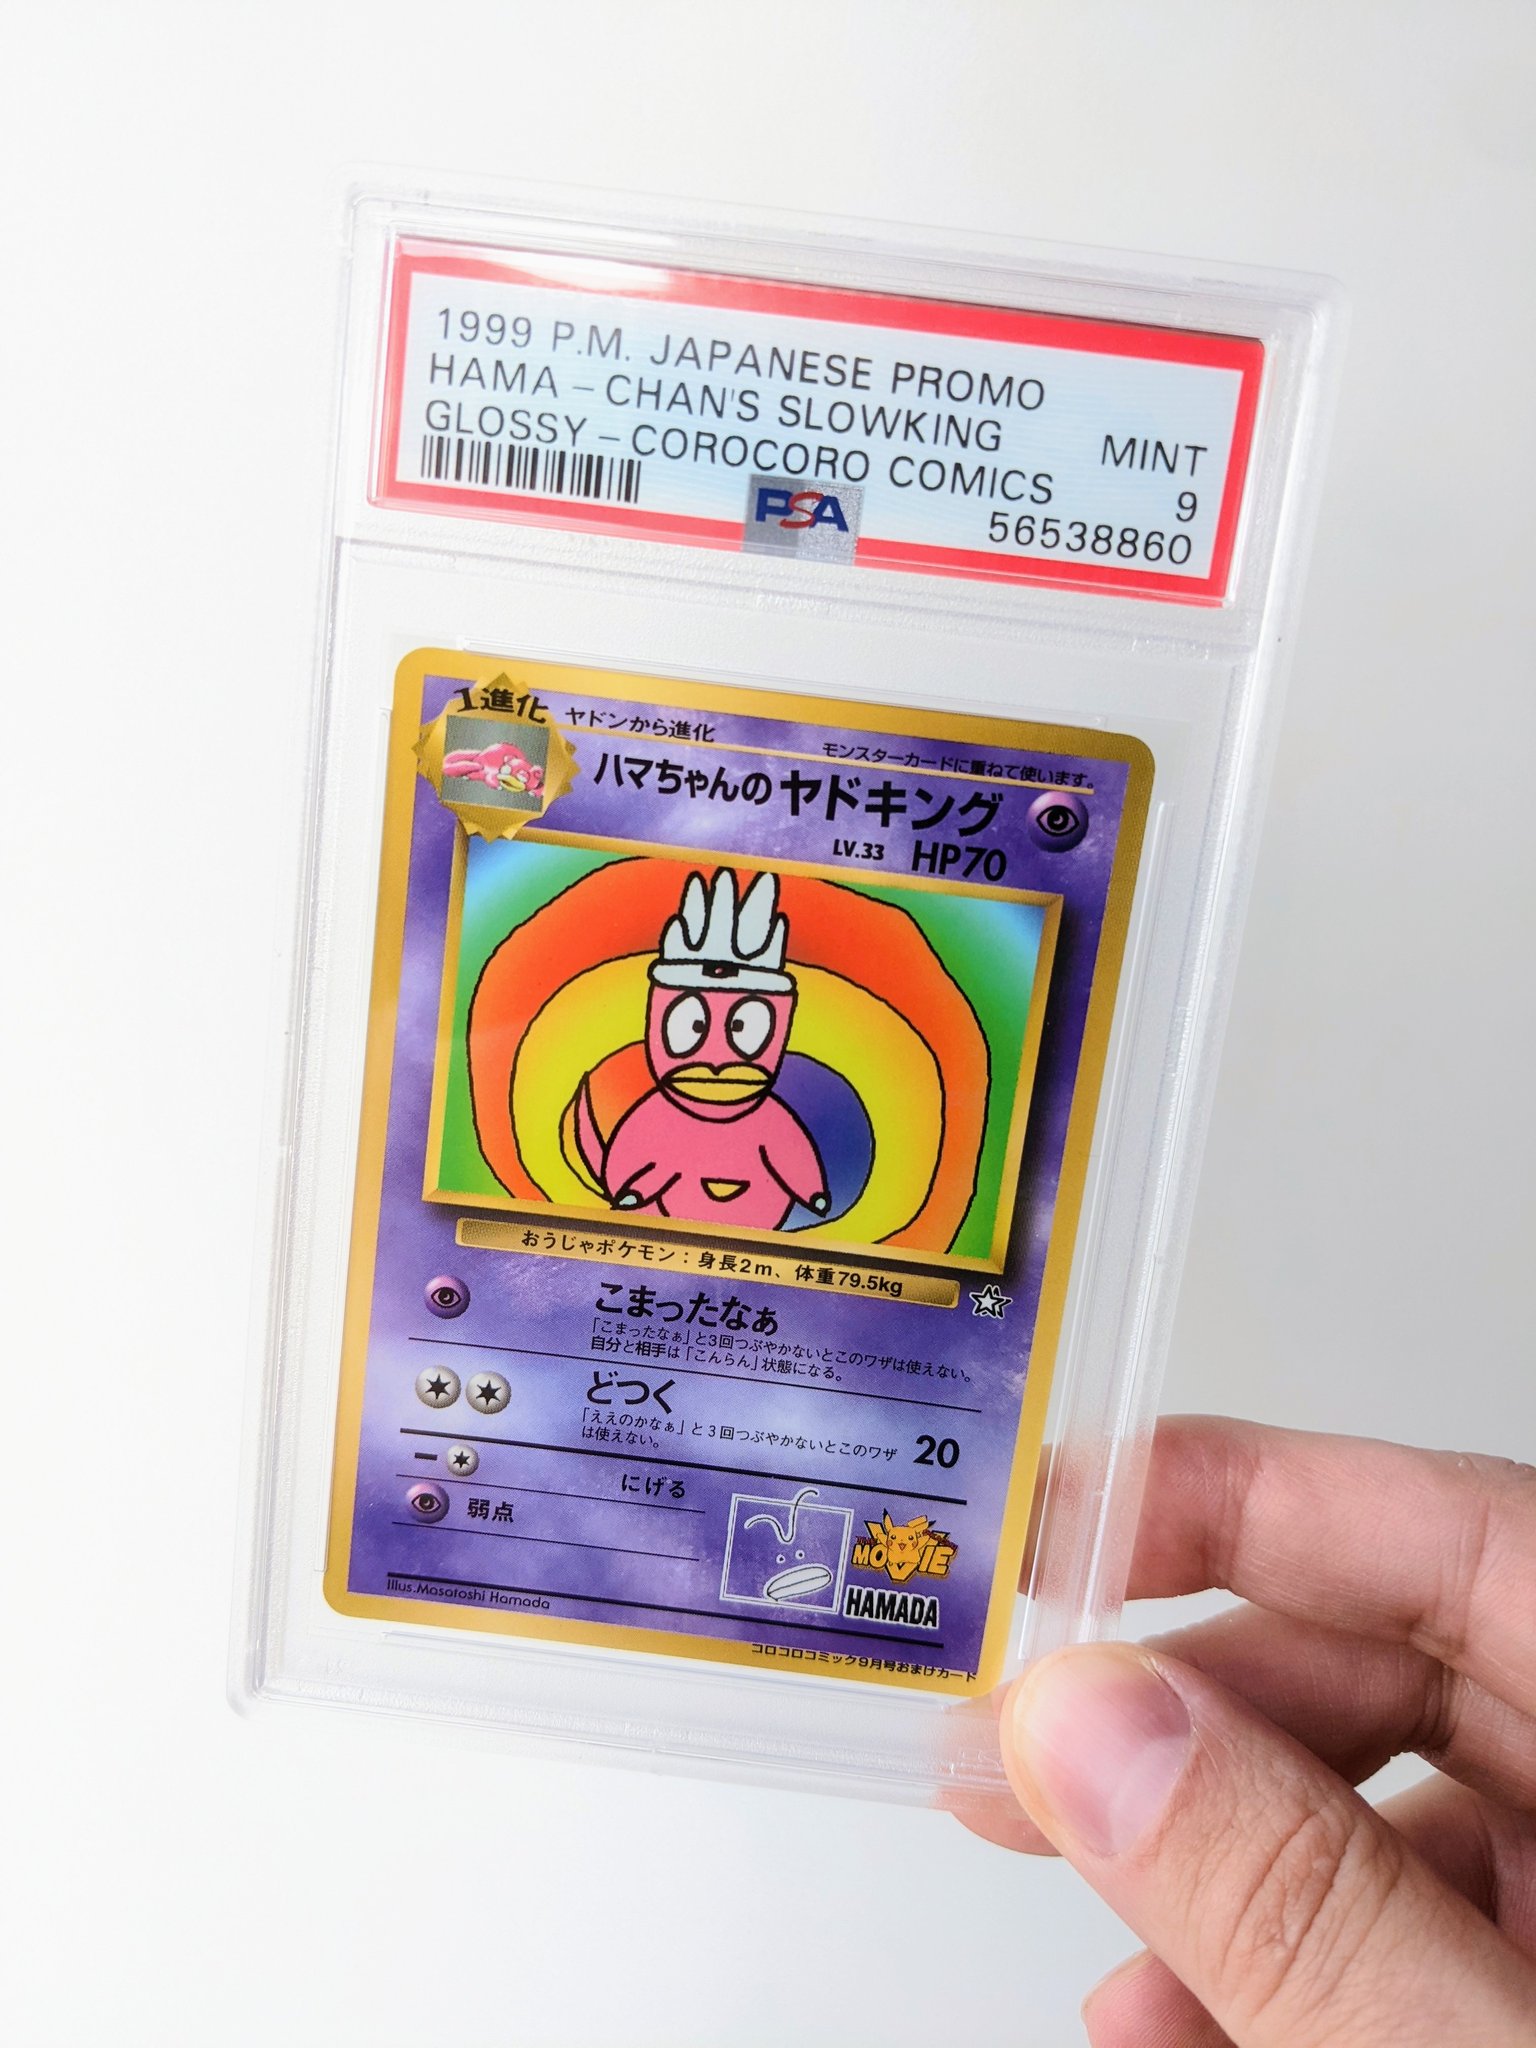 1999 P.M. JAPANESE PROMO
HAMA-CHAN'S SLOWKING
GLOSSY-COROCORO COMICS
MINT
9
PSA
56538860
1進化
ヤドンから進化
モンスターカードに重ねて使います。
ハマちゃんのヤドキング
LV.33 HP70
おうじゃポケモン：身長2m、体重79.5kg
こまったなぁ
「こまったなぁ」と3回つぶやかないとこのワザは使えない。
自分と相手は「こんらん」状態になる。
どつく
「ええのかなぁ」と3回つぶやかないとこのワザ
は使えない。
20
にげる
弱点
MOVIE
HAMADA
Illus.Masatoshi Hamada
コロコロコミック9月号おまけカード